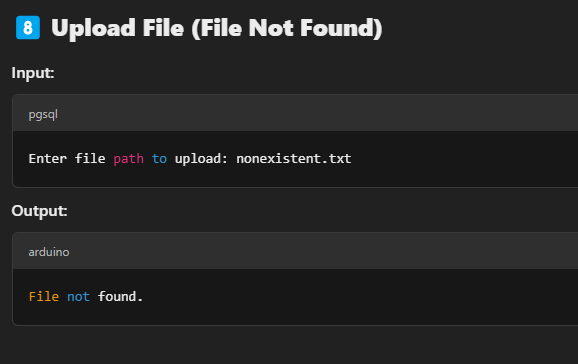 8 Upload File (File Not Found)
Input:
pgsql
Enter file path to upload: nonexistent.txt
Output:
arduino
File not found.